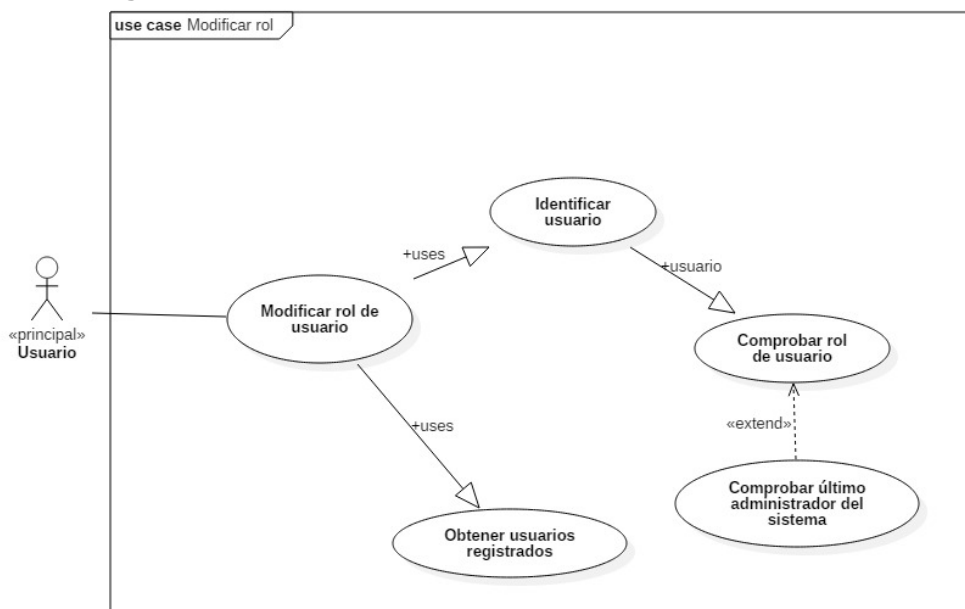 use case Modificar rol
Identificar
usuario
+uses
+usuario
«principal»
Usuario
Modificar rol de
usuario
Comprobar rol
de usuario
+uses
«extend»
Comprobar último
administrador del
sistema
Obtener usuarios
registrados